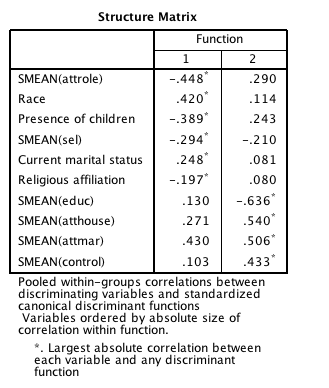 Structure Matrix
Function
1 2
SMEAN(attrole) -.448* .290
Race .420* .114
Presence of children -.389* .243
SMEAN(sel) -.294* -.210
Current marital status .248* .081
Religious affiliation -.197* .080
SMEAN(educ) .130 -.636*
SMEAN(atthouse) .271 .540*
SMEAN(attmar) .430 .506*
SMEAN(control) .103 .433*
Pooled within-groups correlations between
discriminating variables and standardized
canonical discriminant functions
Variables ordered by absolute size of
correlation within function.
*. Largest absolute correlation between
each variable and any discriminant
function